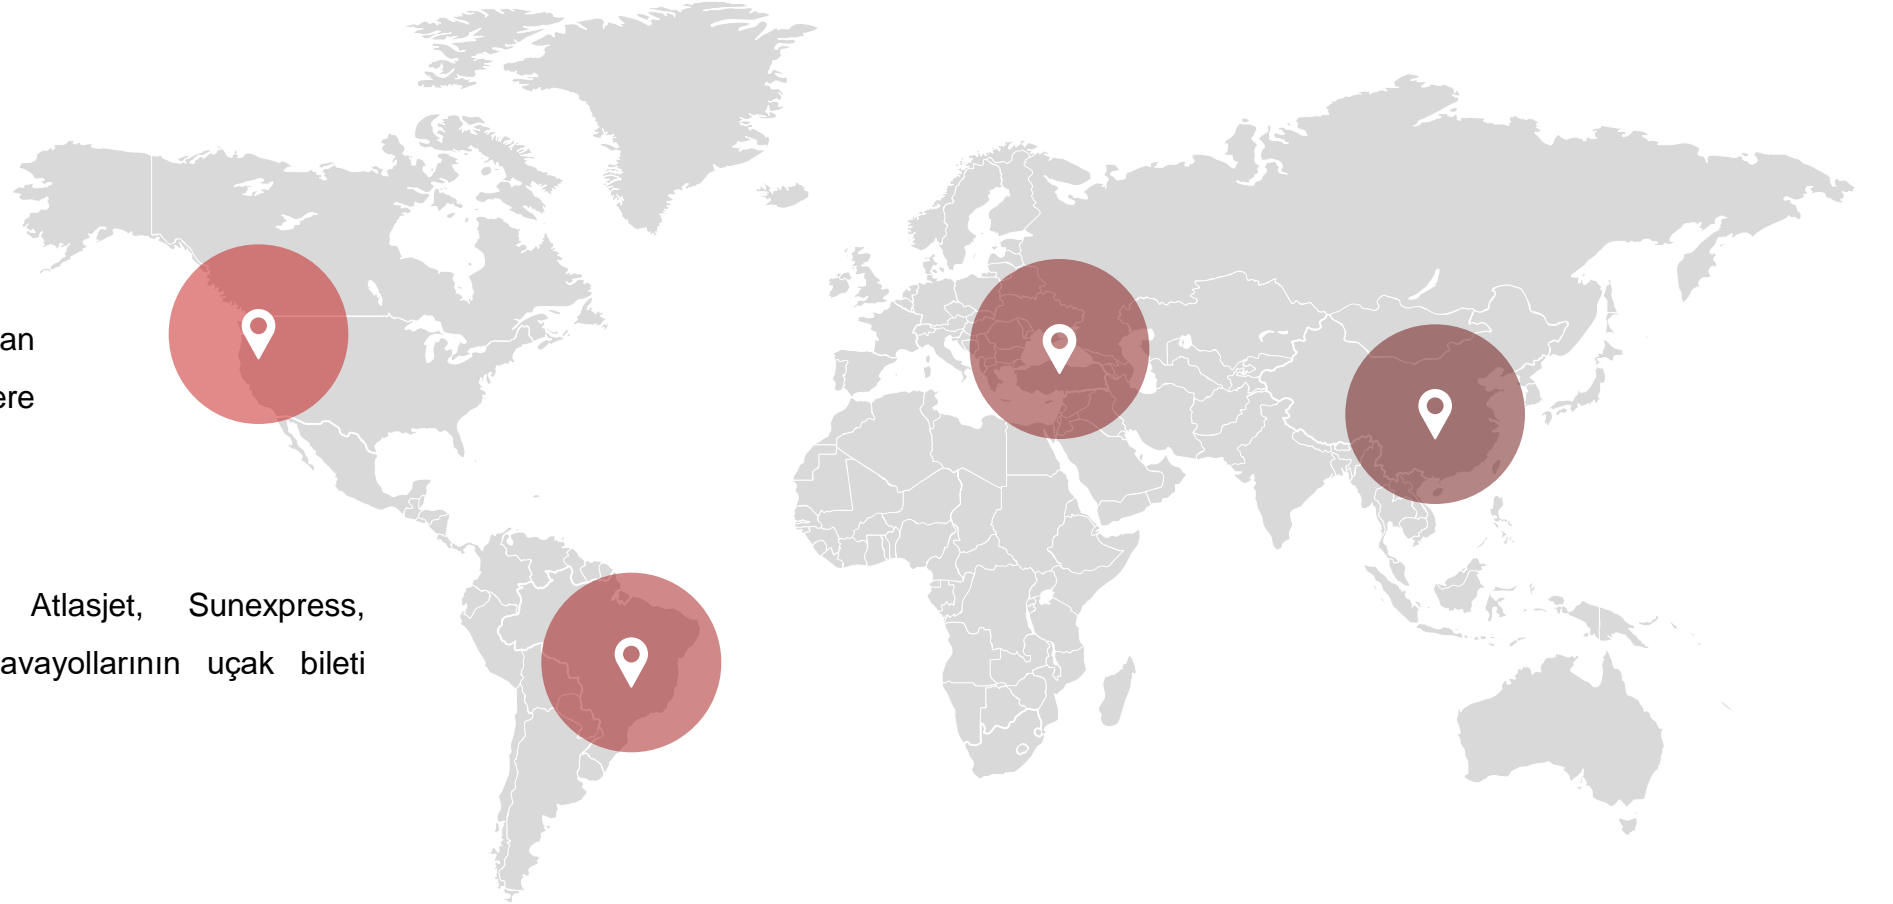 an
ere
Atlasjet, Sunexpress,
avayollarının uçak bileti